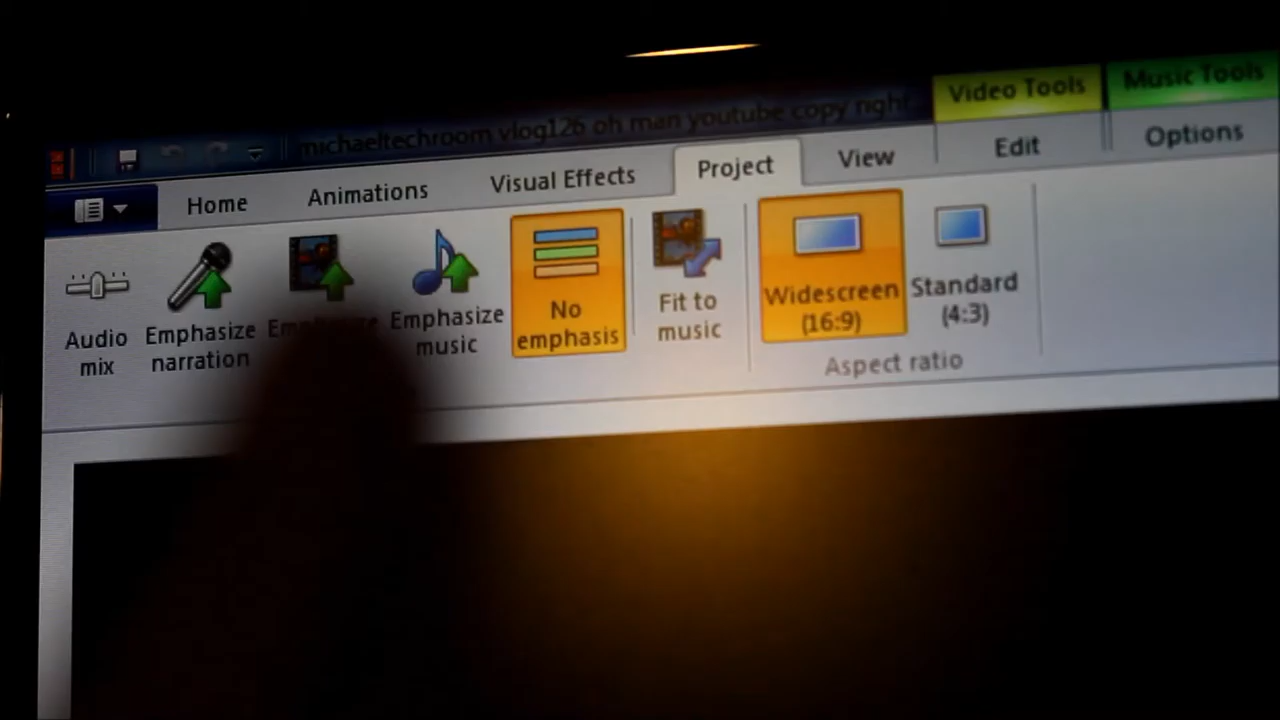 michaeltechroom vlog126 oh man youtube copy right
Video Tools
Music Tools
Home
Animations
Visual Effects
Project
View
Edit
Options
Audio
mix
Emphasize
narration
Emphasize
music
No
emphasis
Fit to
music
Widescreen
(16:9)
Standard
(4:3)
Aspect ratio